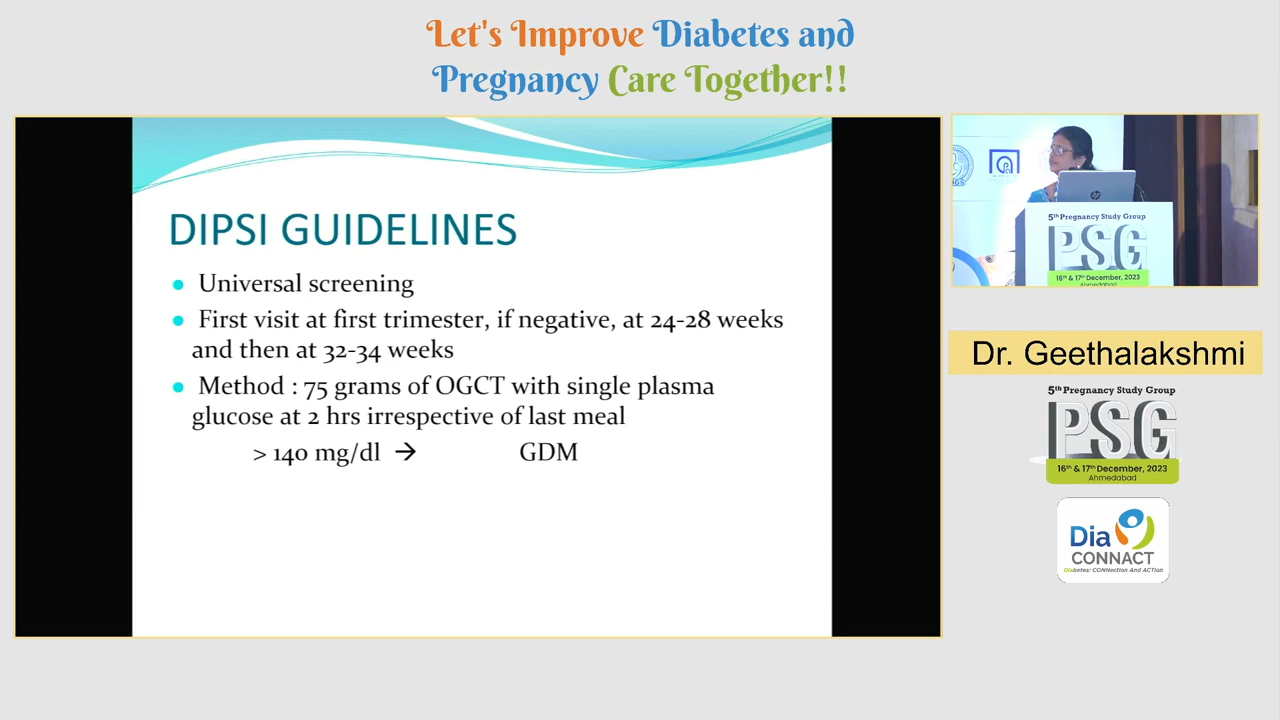 Let's Improve Diabetes and
Pregnancy Care Together!!
DIPSI GUIDELINES
Universal screening
First visit at first trimester, if negative, at 24-28 weeks
and then at 32-34 weeks
Method : 75 grams of OGCT with single plasma
glucose at 2 hrs irrespective of last meal
> 140 mg/dl → GDM
hp
5th Pregnancy Study Group
PSG
16th & 17th December, 2023
Ahmedabad
Dr. Geethalakshmi
5th Pregnancy Study Group
PSG
16th & 17th December, 2023
Ahmedabad
Dia
CONNACT
Diabetes: CONNection And ACTion